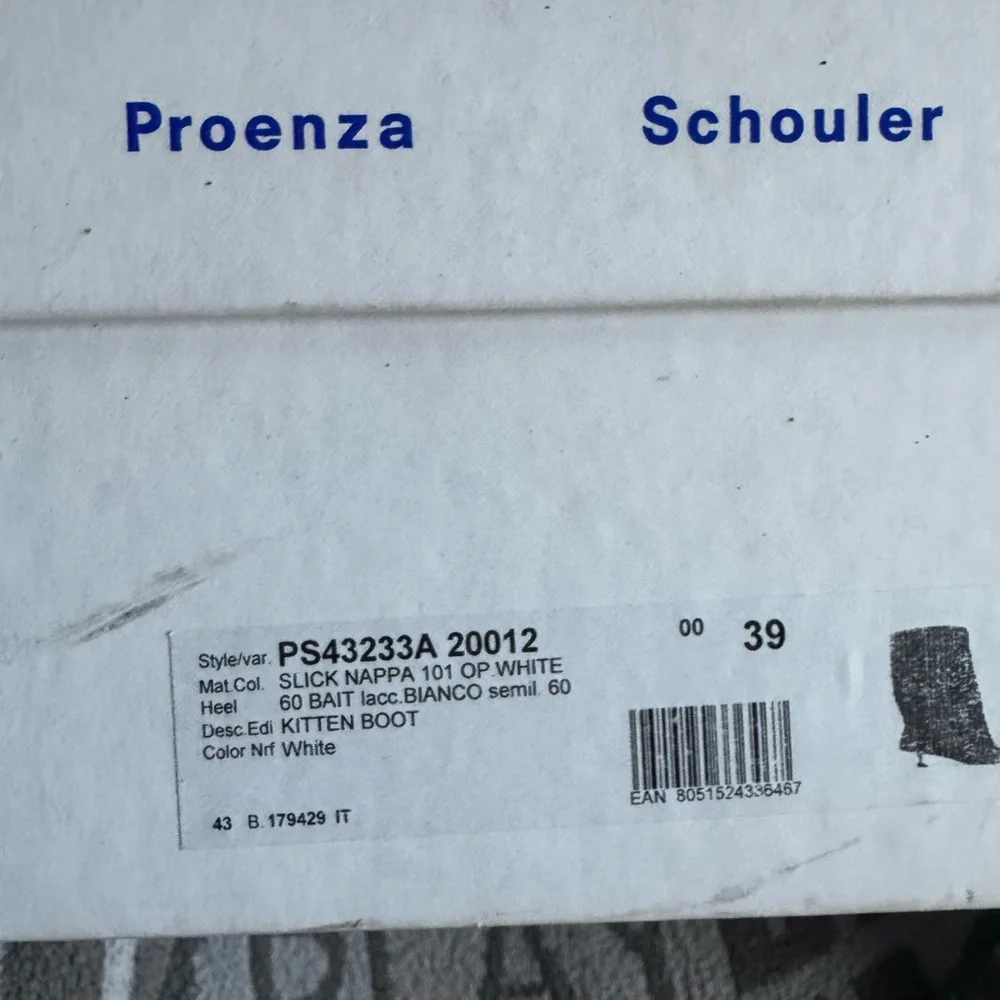 Proenza Schouler
Style/var. PS43233A 20012 00 39
Mat.Col. SLICK NAPPA 101 OP.WHITE
Heel 60 BAIT lacc.BIANCO semil. 60
Desc.Edi KITTEN BOOT
Color Nrf White
EAN 8051524336467
43 B.179429 IT